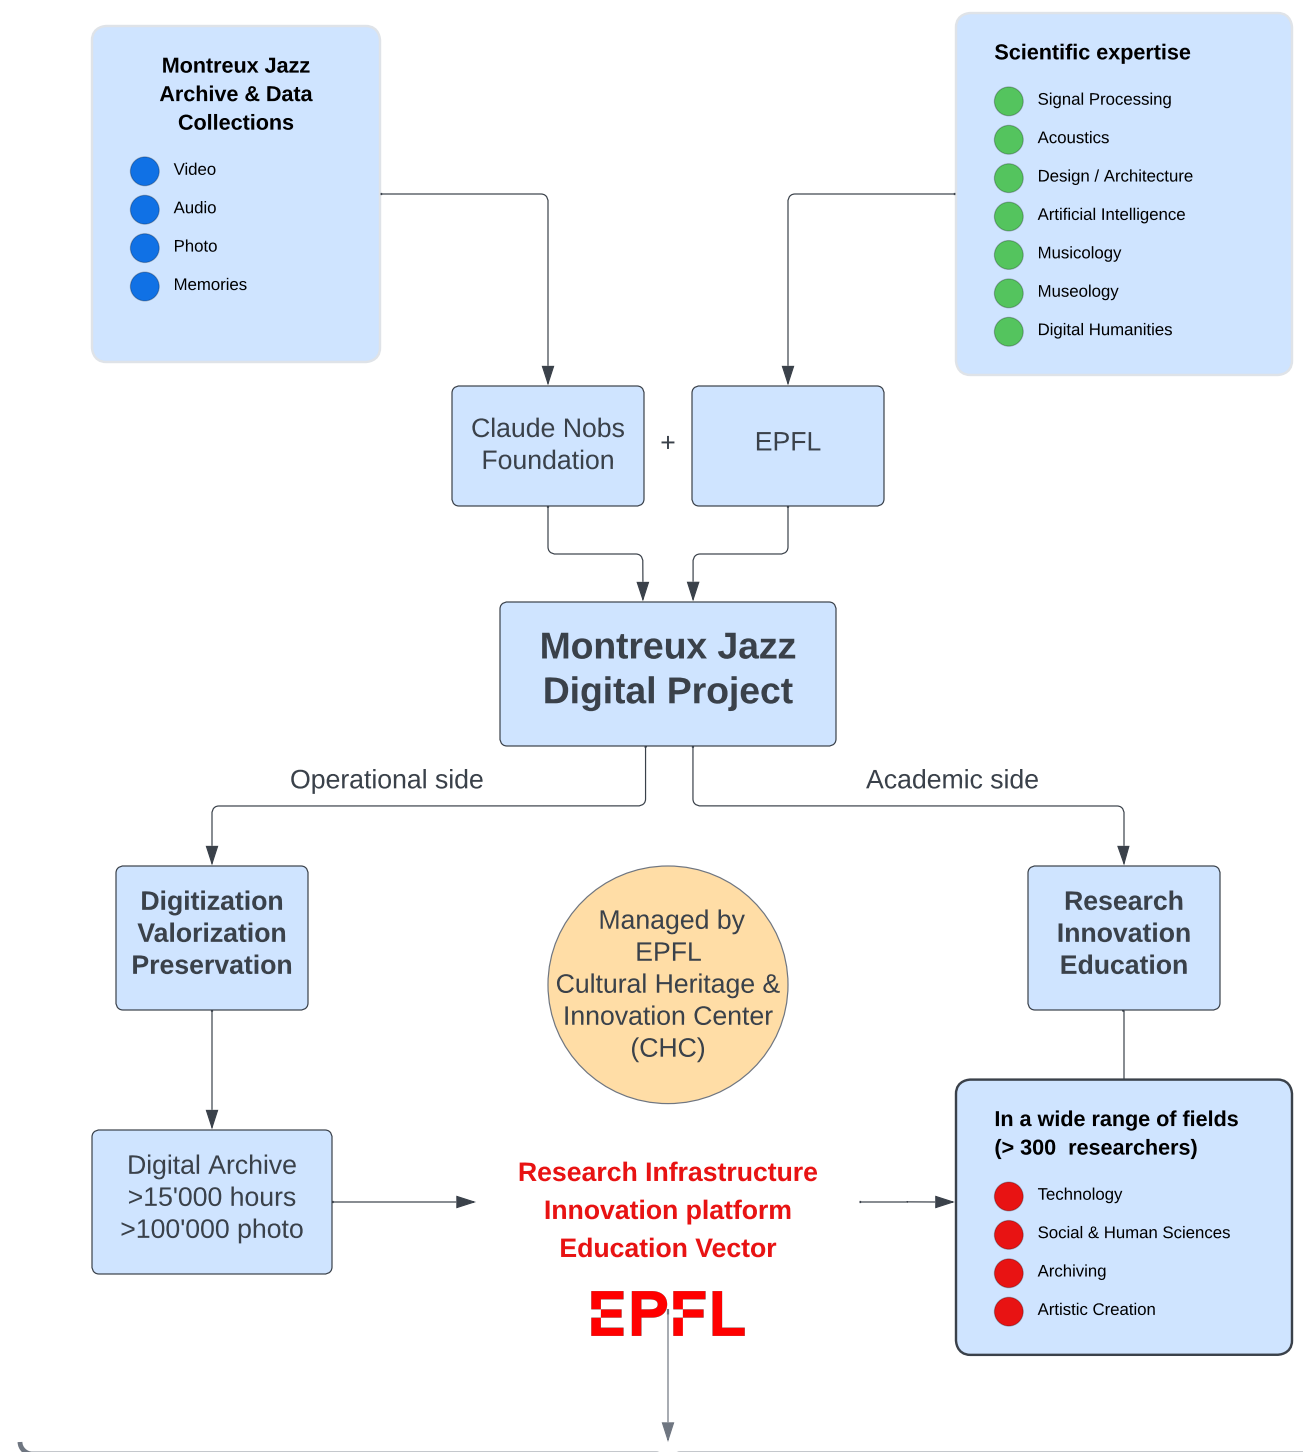 Montreux Jazz
Archive & Data
Collections
Video
Audio
Photo
Memories
Scientific expertise
Signal Processing
Acoustics
Design / Architecture
Artificial Intelligence
Musicology
Museology
Digital Humanities
Claude Nobs
Foundation
+
EPFL
Montreux Jazz
Digital Project
Operational side
Academic side
Digitization
Valorization
Preservation
Managed by
EPFL
Cultural Heritage &
Innovation Center
(CHC)
Research
Innovation
Education
Digital Archive
>15'000 hours
>100'000 photo
Research Infrastructure
Innovation platform
Education Vector
EPFL
In a wide range of fields
(> 300  researchers)
Technology
Social & Human Sciences
Archiving
Artistic Creation